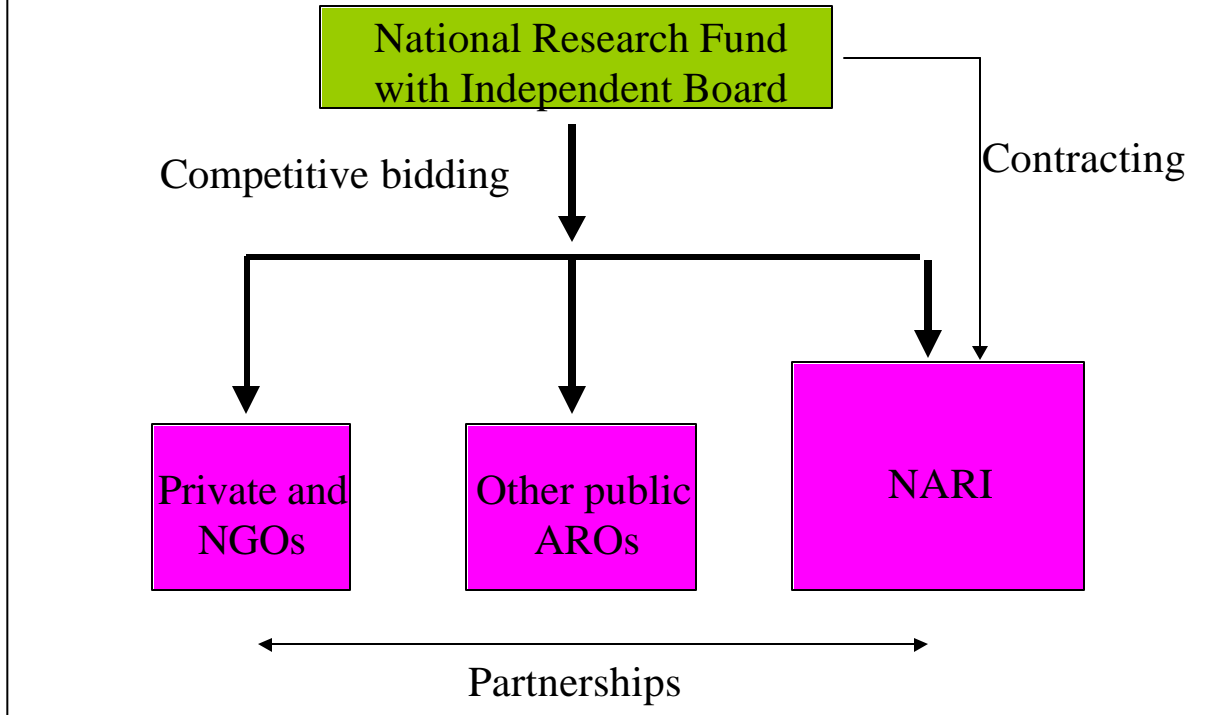 National Research Fund
with Independent Board
Competitive bidding
Contracting
Private and
NGOs
Other public
AROs
NARI
Partnerships